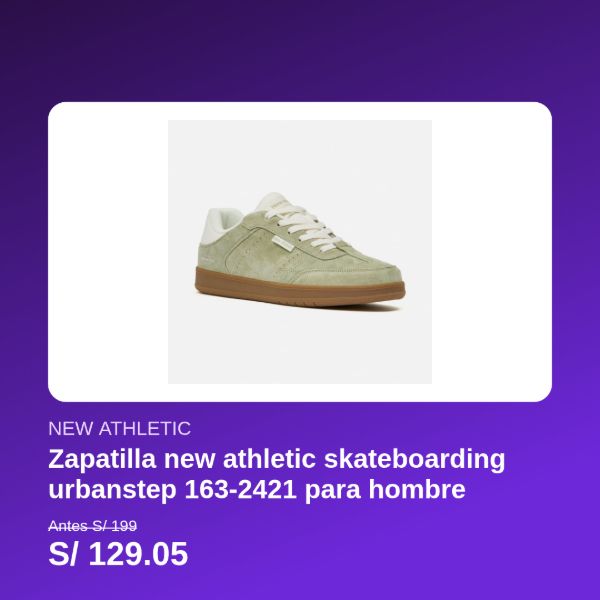 NEW ATHLETIC
Zapatilla new athletic skateboarding
urbanstep 163-2421 para hombre
Antes S/ 199
S/ 129.05